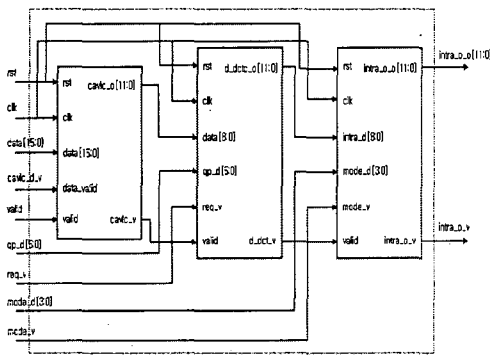 rst
clk
data[15:0]
cavlc_d_v
valid
qp_d[5:0]
req_v
mode_d[3:0]
mode_v
rst
cavlc_o[11:0]
clk
data[15:0]
data_valid
valid
cavlc_v
rst
d_dctc_o[11:0]
clk
data[8:0]
qp_d[5:0]
req_v
valid
d_dct_v
rst
intra_o_o[11:0]
clk
intra_d[8:0]
mode_d[3:0]
mode_v
valid
intra_o_v
intra_o_o[11:0]
intra_o_v